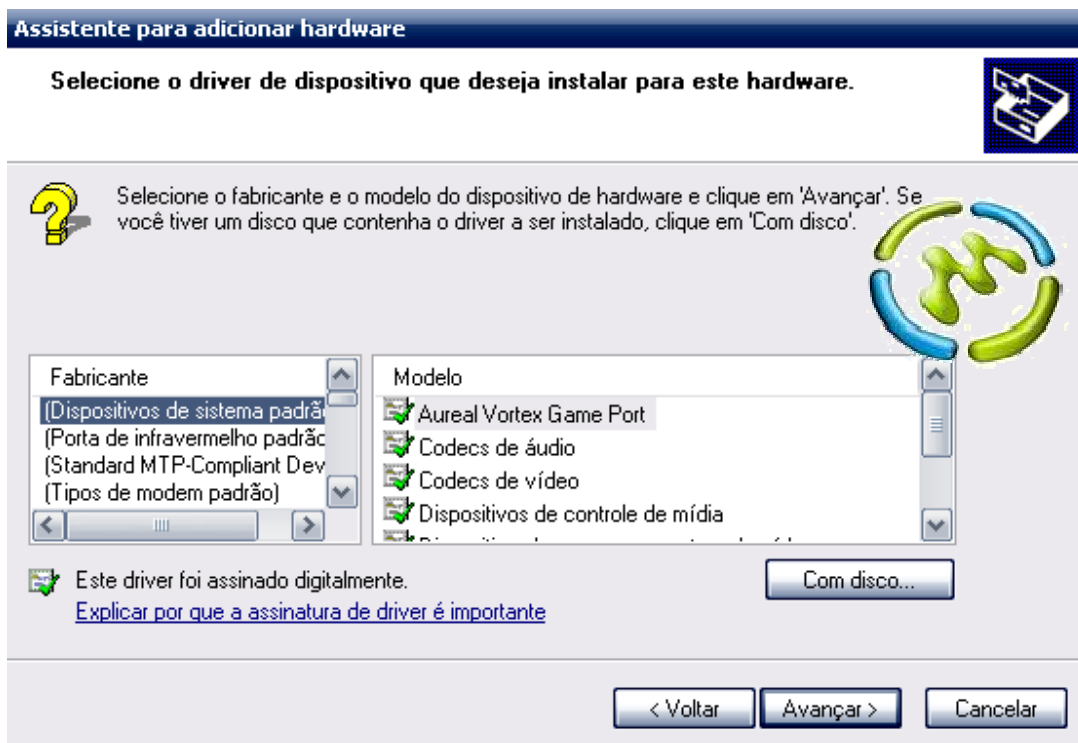 Assistente para adicionar hardware
Selecione o driver de dispositivo que deseja instalar para este hardware.
Selecione o fabricante e o modelo do dispositivo de hardware e clique em 'Avançar'. Se
você tiver um disco que contenha o driver a ser instalado, clique em 'Com disco'.
Fabricante
(Dispositivos de sistema padrã
(Porta de infravermelho padrão
(Standard MTP-Compliant Dev
(Tipos de modem padrão)
Modelo
Aureal Vortex Game Port
Codecs de áudio
Codecs de vídeo
Dispositivos de controle de mídia
Este driver foi assinado digitalmente.
Com disco...
Explicar por que a assinatura de driver é importante
< Voltar
Avançar >
Cancelar